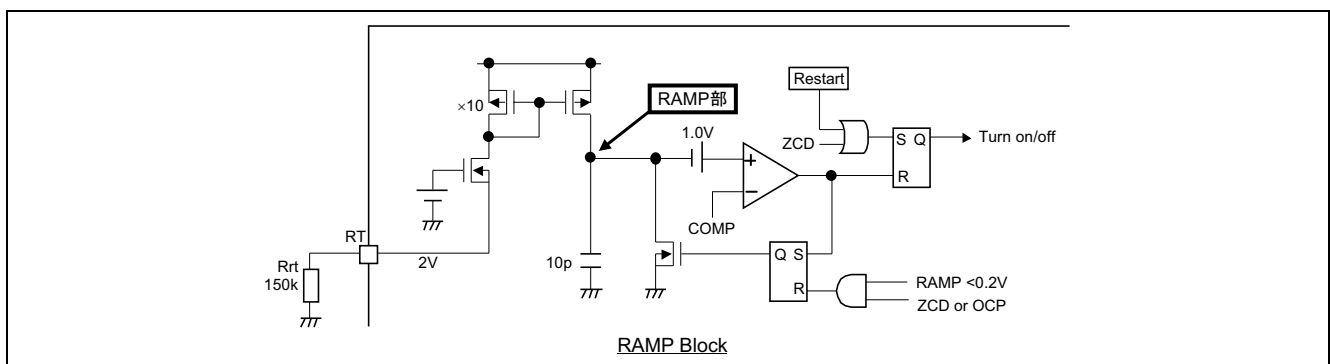 Restart
RAMP部
×10
1.0V
ZCD
S Q
Turn on/off
R
COMP
RT
2V
Rrt
150k
10p
Q S
R
RAMP <0.2V
ZCD or OCP
RAMP Block